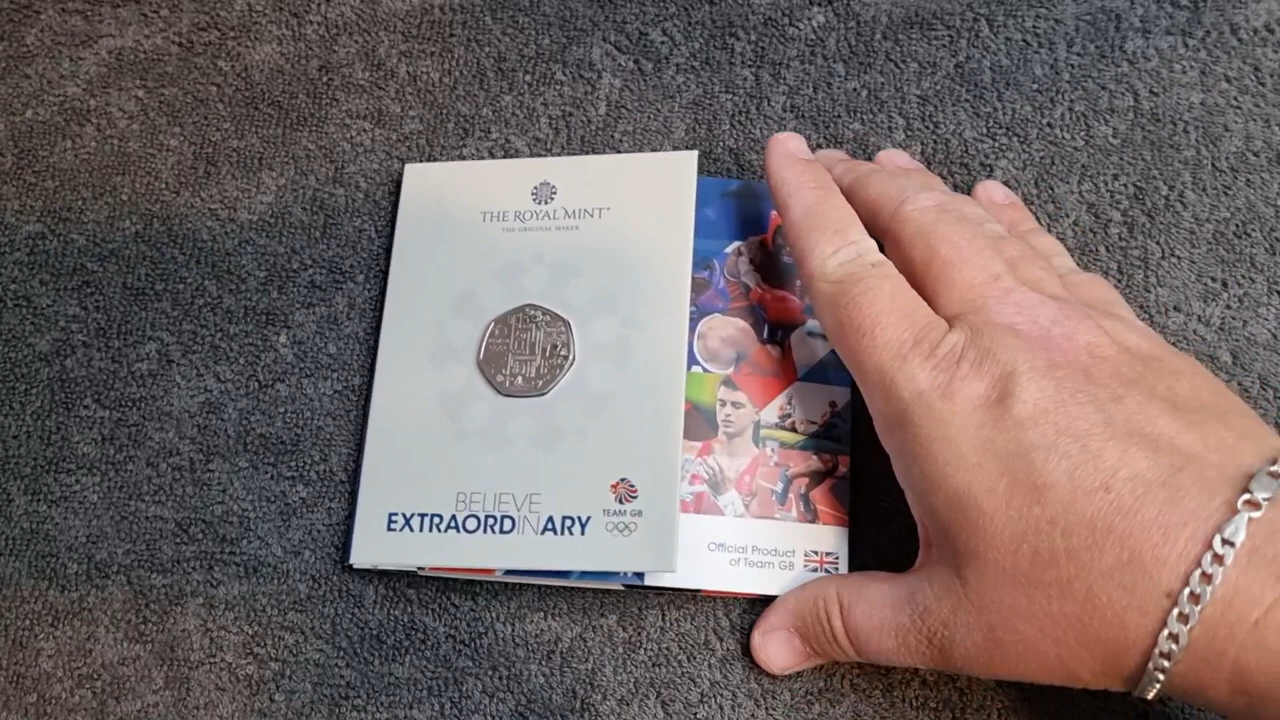 THE ROYAL MINT®
THE ORIGINAL MAKER
BELIEVE
EXTRAORDINARY
TEAM GB
Official Product
of Team GB